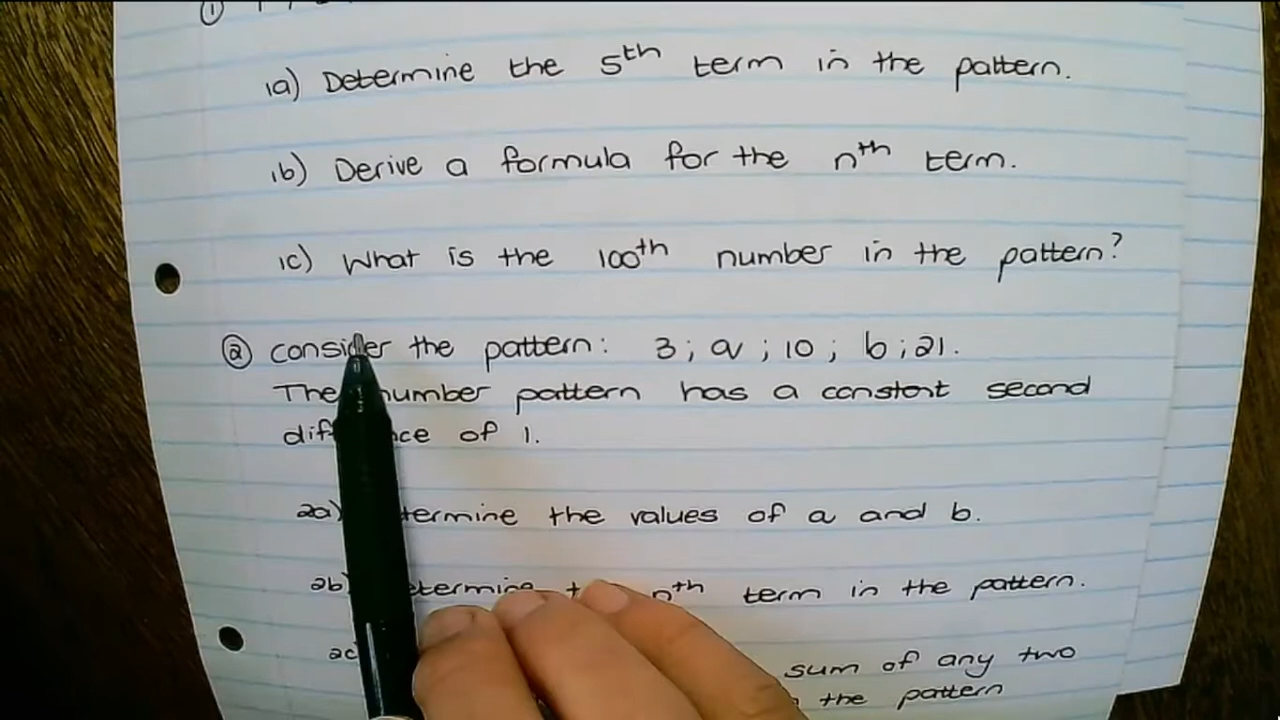 ①
1a) Determine the 5th term in the pattern.
1b) Derive a formula for the nth term.
1c) What is the 100th number in the pattern?
② Consider the pattern: 3; a; 10; b; 21.
The number pattern has a constant second
of 1.
2a) the values of a and b.
2b) nth term in the pattern.
2c sum of any two
the pattern